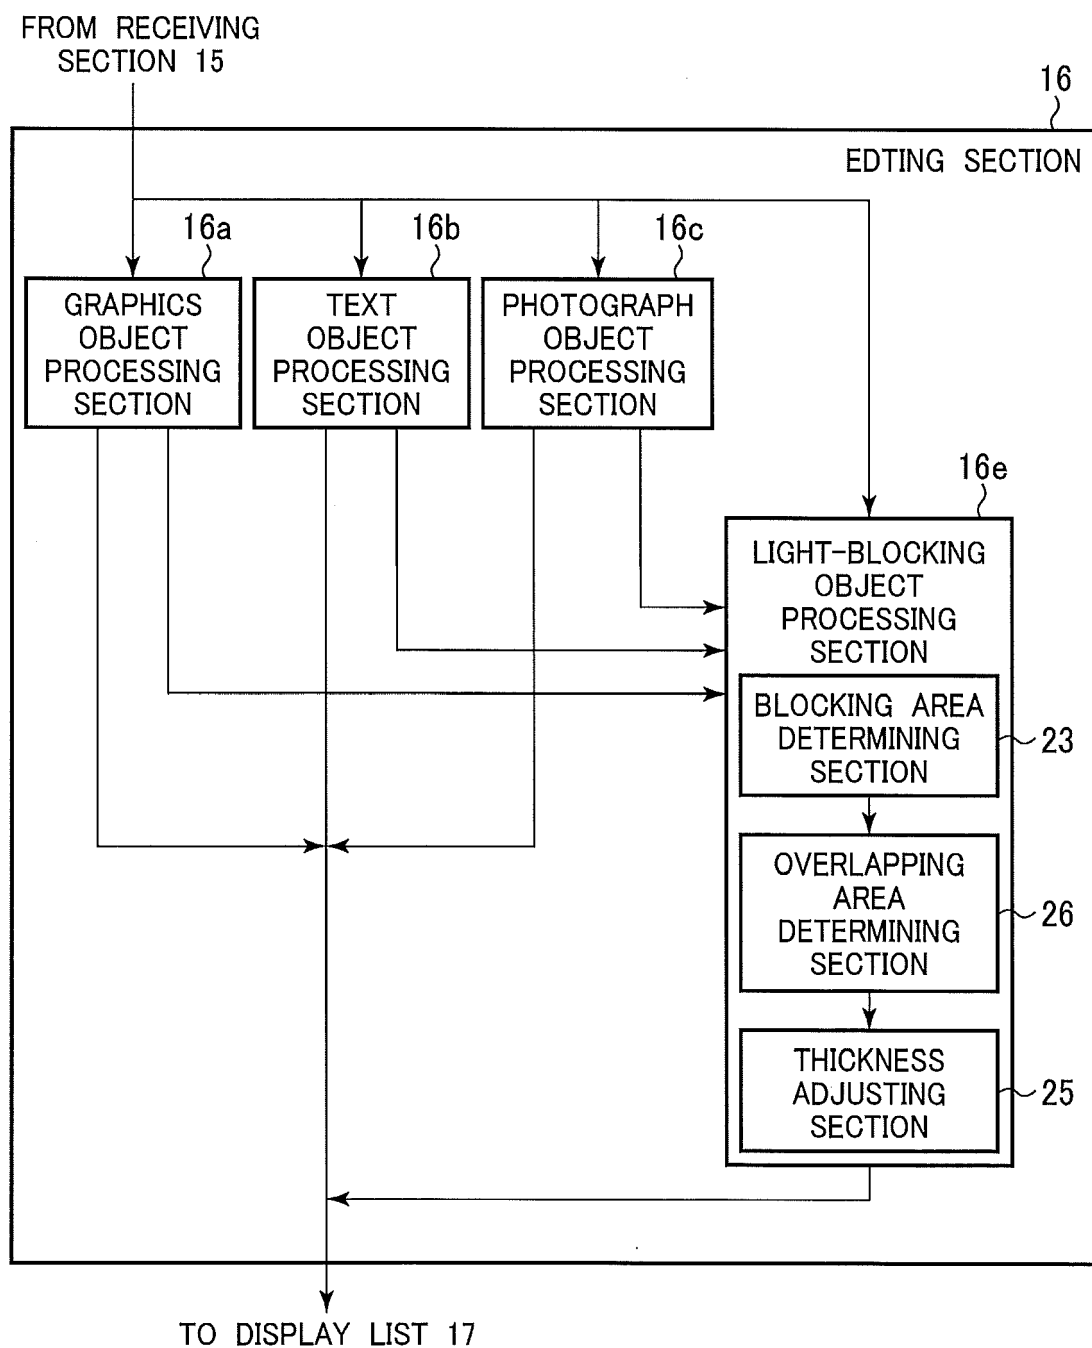 FROM RECEIVING
SECTION 15
16
EDTING SECTION
16a
16b
16c
GRAPHICS
OBJECT
PROCESSING
SECTION
TEXT
OBJECT
PROCESSING
SECTION
PHOTOGRAPH
OBJECT
PROCESSING
SECTION
16e
LIGHT-BLOCKING
OBJECT
PROCESSING
SECTION
BLOCKING AREA
DETERMINING
SECTION
23
OVERLAPPING
AREA
DETERMINING
SECTION
26
THICKNESS
ADJUSTING
SECTION
25
TO DISPLAY LIST 17